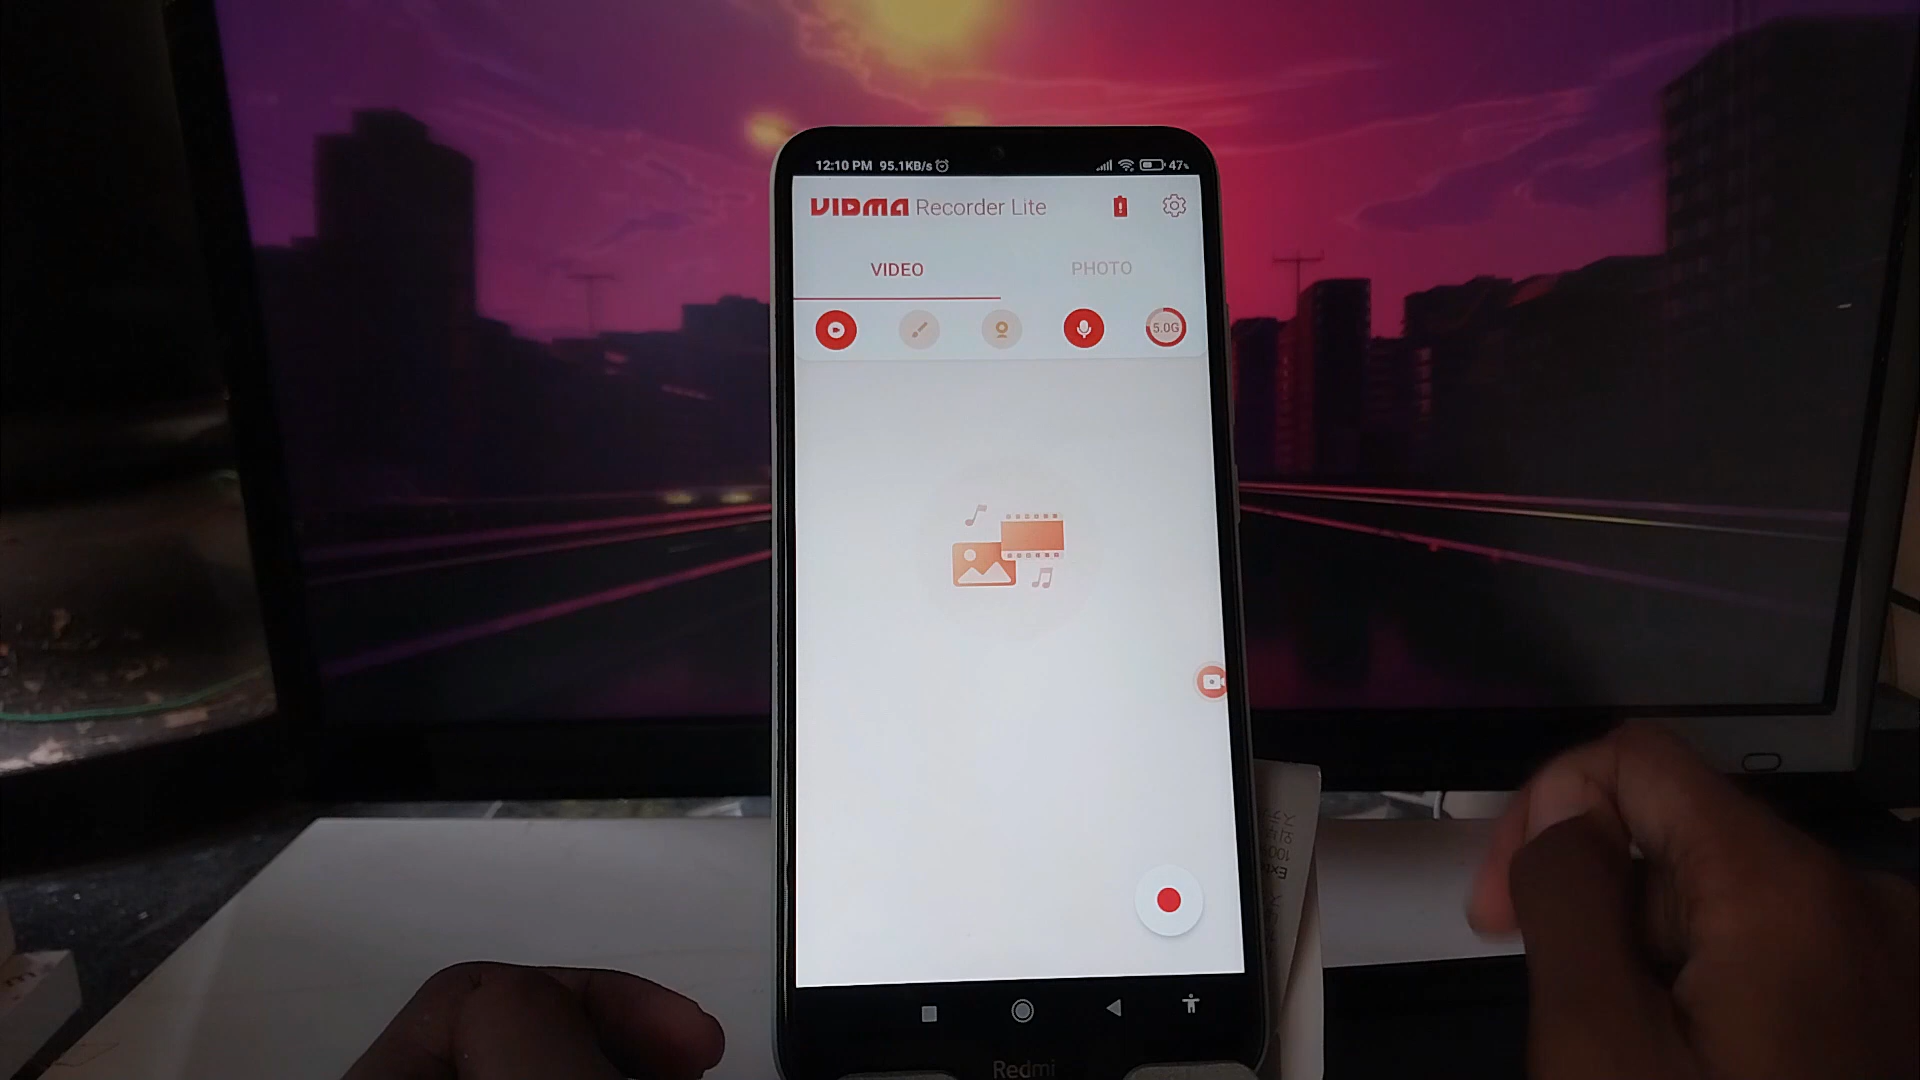 12:10 PM 95.1KB/s 47%
VIDMA Recorder Lite
VIDEO PHOTO
5.0G
Redmi